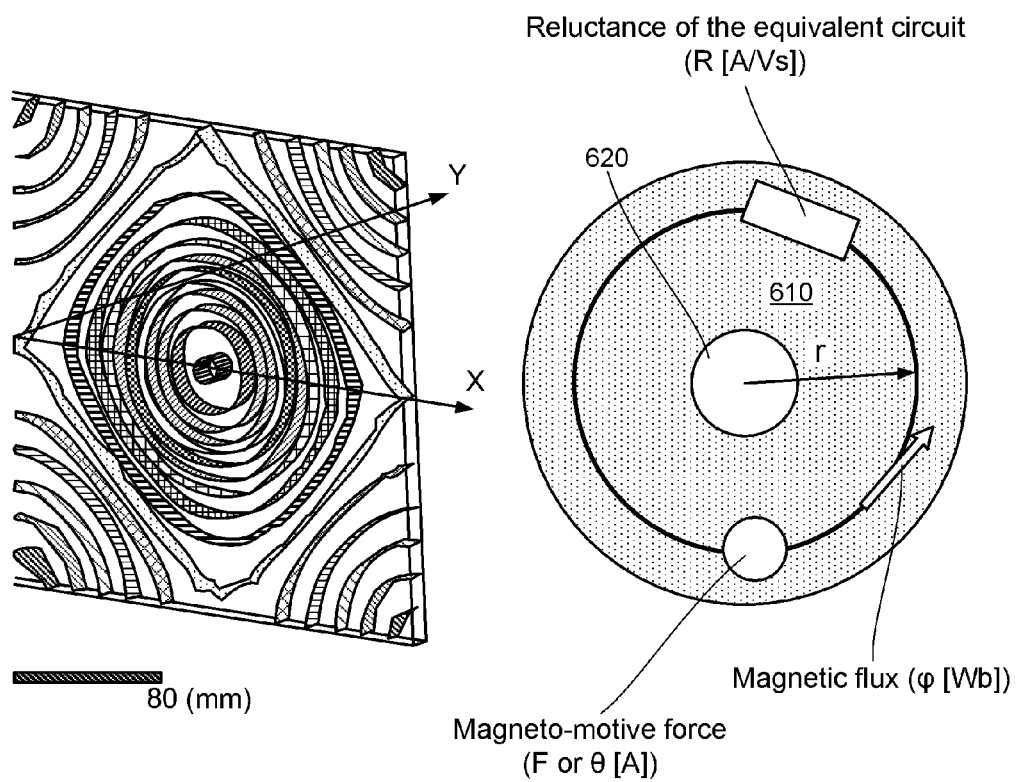 Reluctance of the equivalent circuit
(R [A/Vs])
620
Y
610
r
X
80 (mm)
Magnetic flux (φ [Wb])
Magneto-motive force
(F or θ [A])